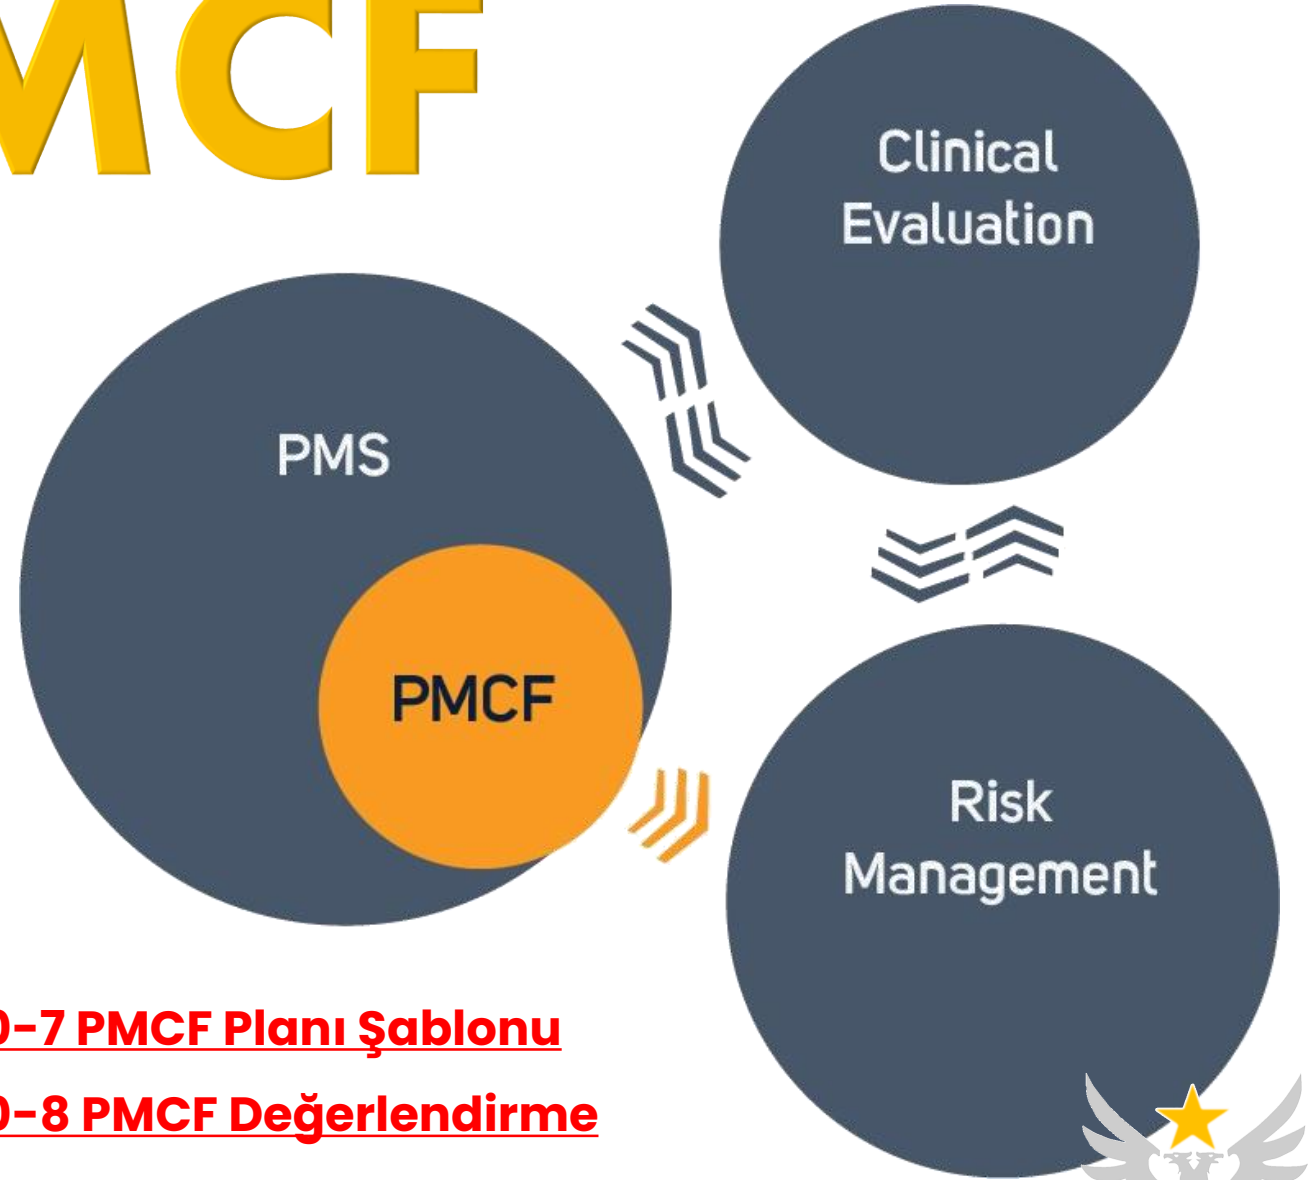 MCF
Clinical
Evaluation
PMS
PMCF
Risk
Management
0-7 PMCF Planı Şablonu
0-8 PMCF Değerlendirme